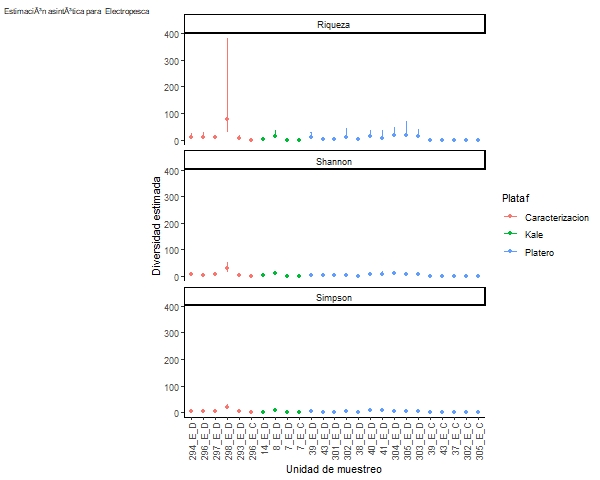 EstimaciÃ³n asintÃ³tica para Electropesca
Riqueza
400
300
200
100
0
Shannon
400
300
200
100
0
Simpson
400
300
200
100
0
Diversidad estimada
294_E_D
296_E_D
297_E_D
298_E_D
293_E_D
296_E_C
14_E_D
8_E_D
7_E_D
7_E_C
39_E_D
43_E_D
301_E_D
302_E_D
38_E_D
40_E_D
41_E_D
304_E_D
305_E_D
303_E_D
39_E_C
43_E_C
37_E_C
302_E_C
305_E_C
Unidad de muestreo
Plataf
Caracterizacion
Kale
Platero